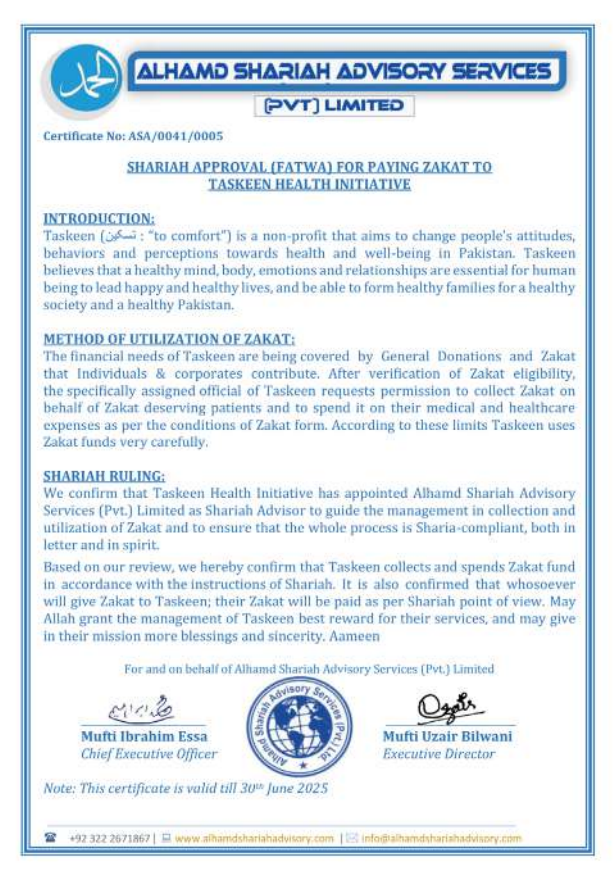 الحمد
ALHAMD SHARIAH ADVISORY SERVICES
(PVT) LIMITED
Certificate No: ASA/0041/0005
SHARIAH APPROVAL (FATWA) FOR PAYING ZAKAT TO
TASKEEN HEALTH INITIATIVE
INTRODUCTION:
Taskeen (تسکین : "to comfort") is a non-profit that aims to change people's attitudes,
behaviors and perceptions towards health and well-being in Pakistan. Taskeen
believes that a healthy mind, body, emotions and relationships are essential for human
being to lead happy and healthy lives, and be able to form healthy families for a healthy
society and a healthy Pakistan.
METHOD OF UTILIZATION OF ZAKAT:
The financial needs of Taskeen are being covered by General Donations and Zakat
that Individuals & corporates contribute. After verification of Zakat eligibility,
the specifically assigned official of Taskeen requests permission to collect Zakat on
behalf of Zakat deserving patients and to spend it on their medical and healthcare
expenses as per the conditions of Zakat form. According to these limits Taskeen uses
Zakat funds very carefully.
SHARIAH RULING:
We confirm that Taskeen Health Initiative has appointed Alhamd Shariah Advisory
Services (Pvt.) Limited as Shariah Advisor to guide the management in collection and
utilization of Zakat and to ensure that the whole process is Sharia-compliant, both in
letter and in spirit.
Based on our review, we hereby confirm that Taskeen collects and spends Zakat fund
in accordance with the instructions of Shariah. It is also confirmed that whosoever
will give Zakat to Taskeen; their Zakat will be paid as per Shariah point of view. May
Allah grant the management of Taskeen best reward for their services, and may give
in their mission more blessings and sincerity. Aameen
For and on behalf of Alhamd Shariah Advisory Services (Pvt.) Limited
Alhamd Shariah Advisory Services (Pvt.) Ltd.
Uzair
Mufti Ibrahim Essa
Mufti Uzair Bilwani
Chief Executive Officer
Executive Director
Note: This certificate is valid till 30th June 2025
+92 322 2671867 | www.alhamdshariahadvisory.com | info@alhamdshariahadvisory.com